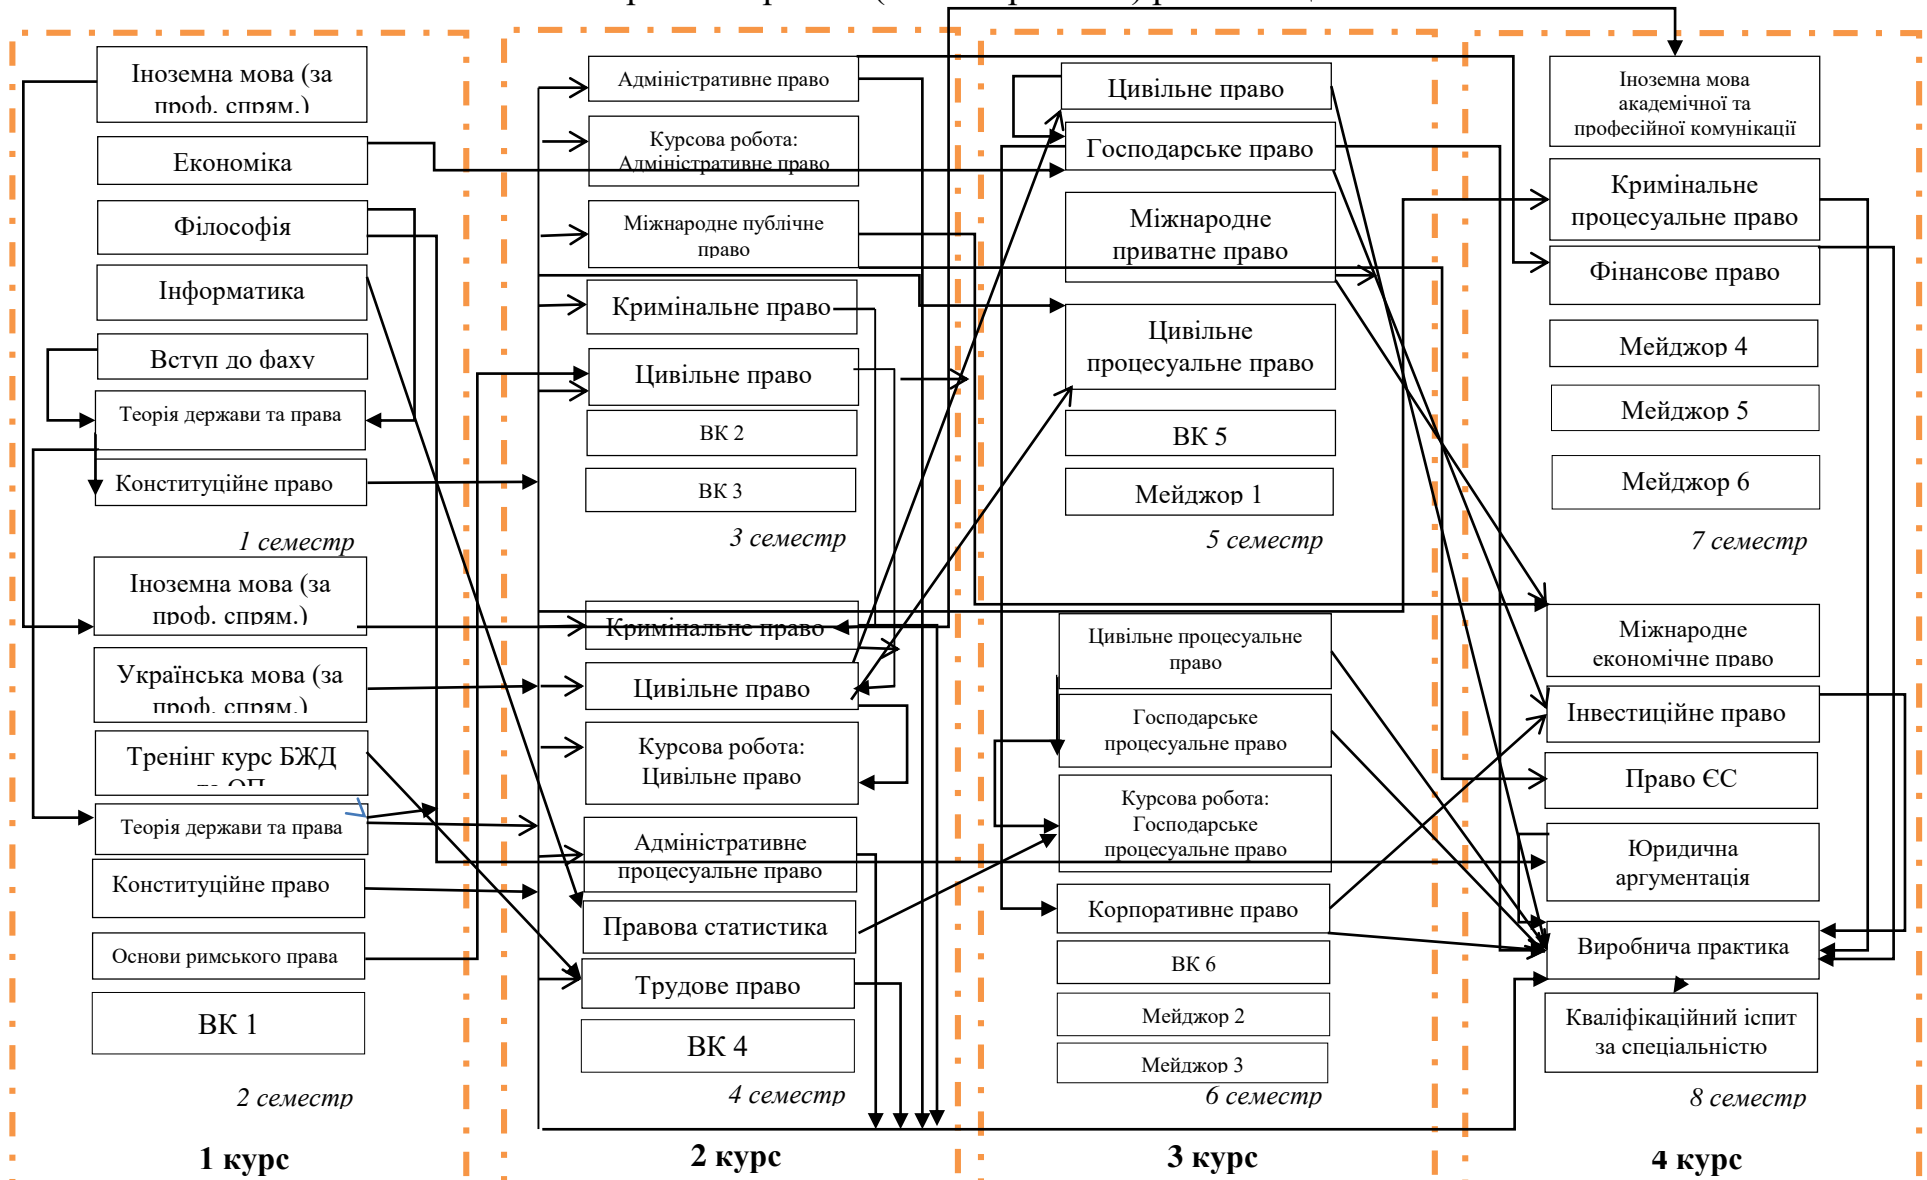 Іноземна мова (за
проф. спрям.)
Економіка
Філософія
Інформатика
Вступ до фаху
Теорія держави та права
Конституційне право
1 семестр
Іноземна мова (за
проф. спрям.)
Українська мова (за
проф. спрям.)
Тренінг курс БЖД
та ОП
Теорія держави та права
Конституційне право
Основи римського права
ВК 1
2 семестр
1 курс
Адміністративне право
Курсова робота:
Адміністративне право
Міжнародне публічне
право
Кримінальне право
Цивільне право
ВК 2
ВК 3
3 семестр
Кримінальне право
Цивільне право
Курсова робота:
Цивільне право
Адміністративне
процесуальне право
Правова статистика
Трудове право
ВК 4
4 семестр
2 курс
Цивільне право
Господарське право
Міжнародне
приватне право
Цивільне
процесуальне право
ВК 5
Мейджор 1
5 семестр
Цивільне процесуальне
право
Господарське
процесуальне право
Курсова робота:
Господарське
процесуальне право
Корпоративне право
ВК 6
Мейджор 2
Мейджор 3
6 семестр
3 курс
Іноземна мова
академічної та
професійної комунікації
Кримінальне
процесуальне право
Фінансове право
Мейджор 4
Мейджор 5
Мейджор 6
7 семестр
Міжнародне
економічне право
Інвестиційне право
Право ЄС
Юридична
аргументація
Виробнича практика
Кваліфікаційний іспит
за спеціальністю
8 семестр
4 курс